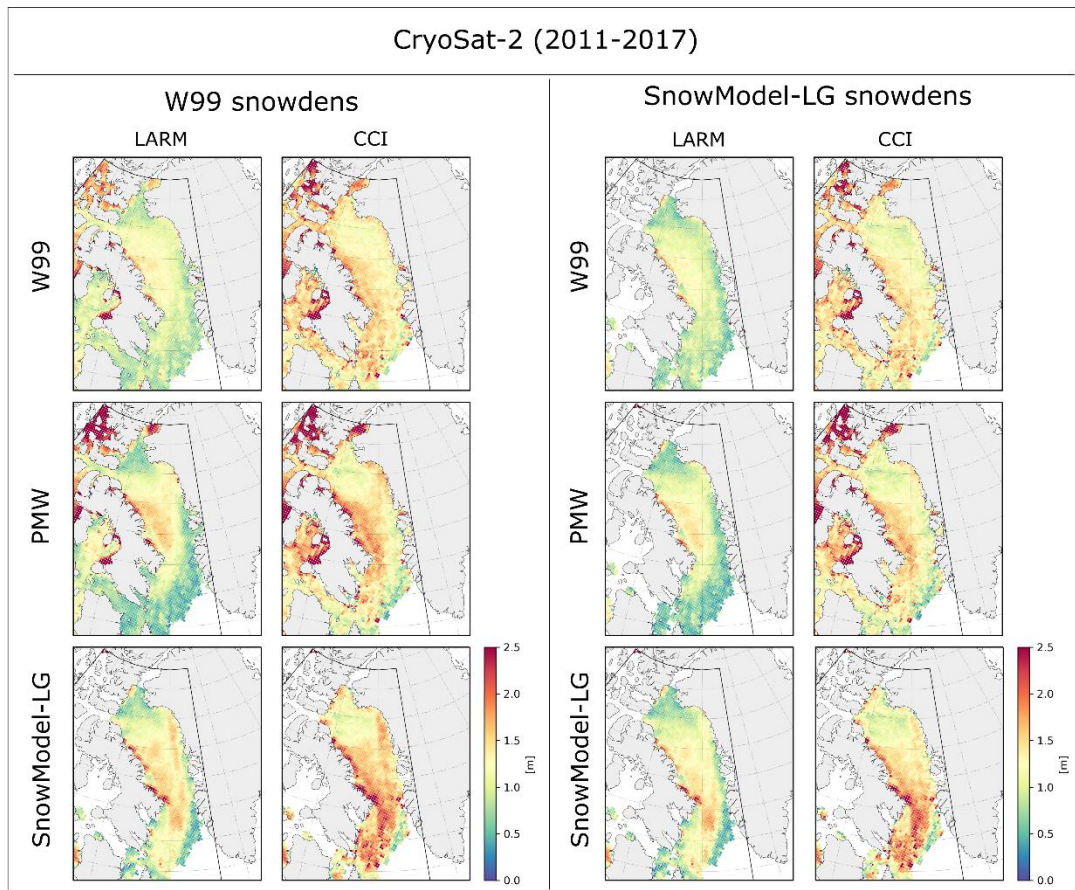 CryoSat-2 (2011-2017)
W99 snowdens
SnowModel-LG snowdens
LARM
CCI
LARM
CCI
W99
W99
PMW
PMW
SnowModel-LG
2.5
2.0
1.5
1.0
0.5
0.0
[m]
SnowModel-LG
2.5
2.0
1.5
1.0
0.5
0.0
[m]